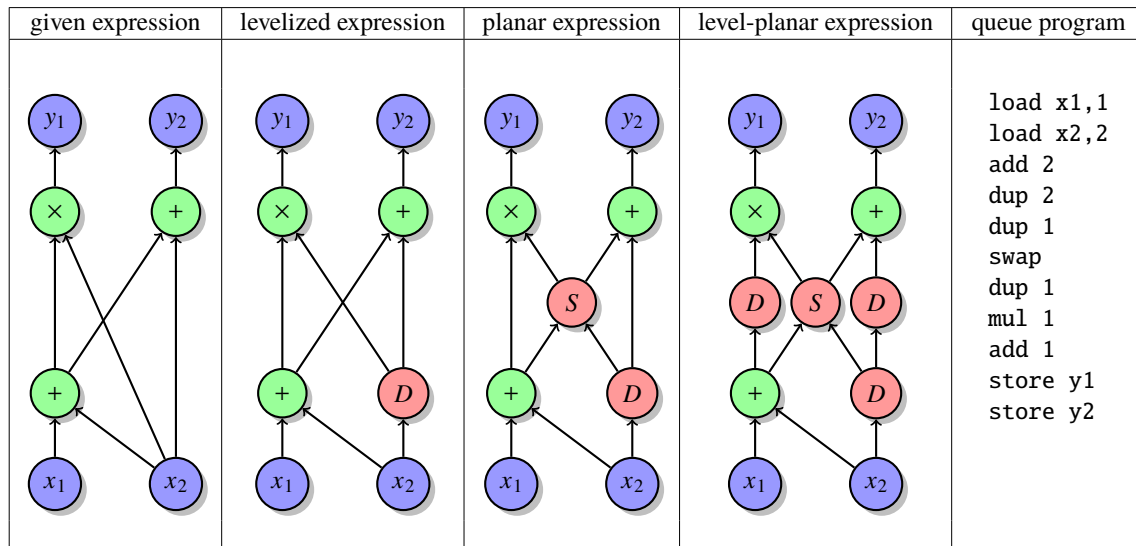 given expression levelized expression planar expression level-planar expression queue program
y₁ y₂ y₁ y₂ y₁ y₂ y₁ y₂
× + × + × + × +
S D S D
+ + D + D + D
x₁ x₂ x₁ x₂ x₁ x₂ x₁ x₂
load x1,1
load x2,2
add 2
dup 2
dup 1
swap
dup 1
mul 1
add 1
store y1
store y2